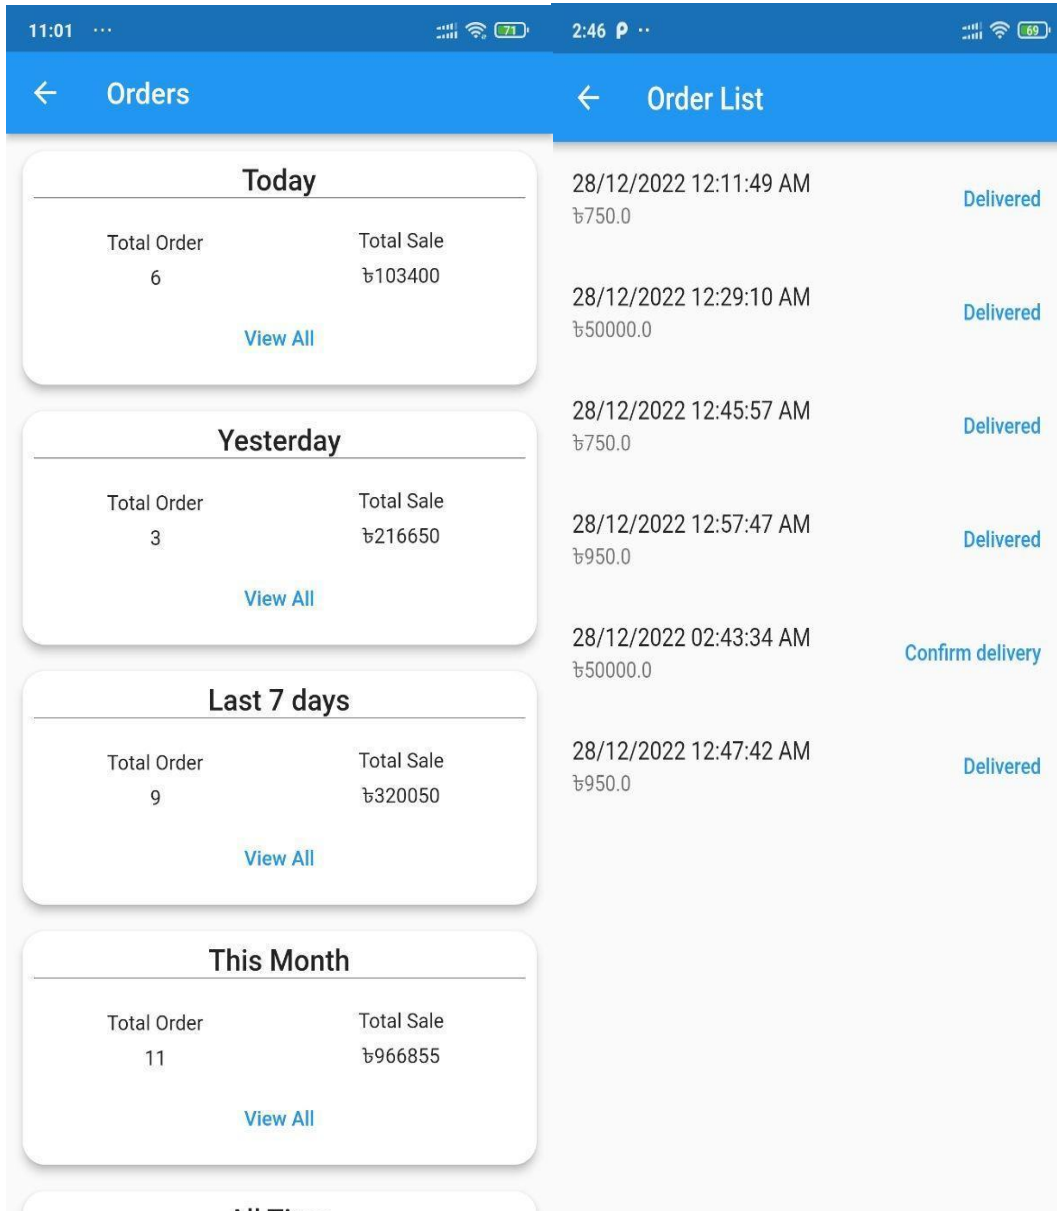 11:01 ...
71
Orders
Today
Total Order
Total Sale
6
৳103400
View All
Yesterday
Total Order
Total Sale
3
৳216650
View All
Last 7 days
Total Order
Total Sale
9
৳320050
View All
This Month
Total Order
Total Sale
11
৳966855
View All
2:46
69
Order List
28/12/2022 12:11:49 AM
৳750.0
Delivered
28/12/2022 12:29:10 AM
৳50000.0
Delivered
28/12/2022 12:45:57 AM
৳750.0
Delivered
28/12/2022 12:57:47 AM
৳950.0
Delivered
28/12/2022 02:43:34 AM
৳50000.0
Confirm delivery
28/12/2022 12:47:42 AM
৳950.0
Delivered